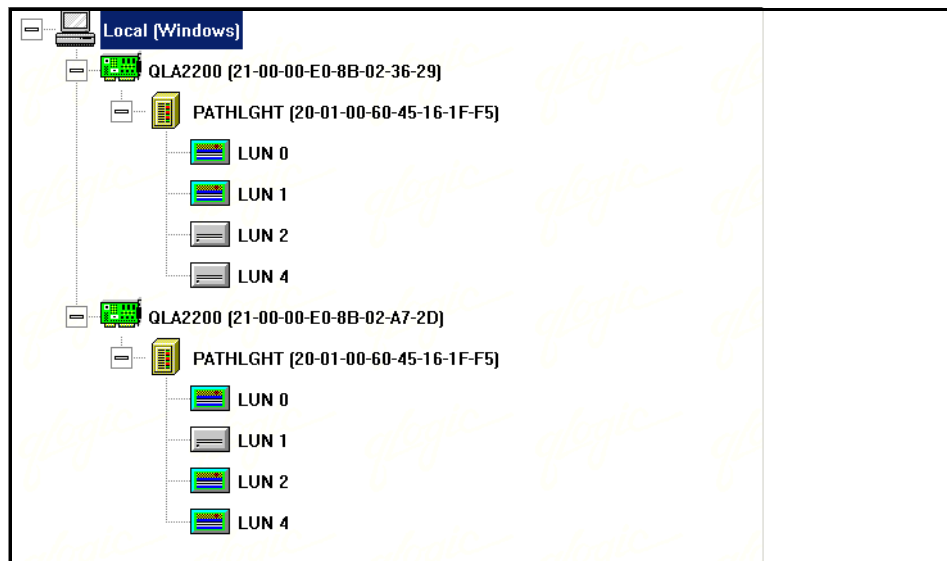 Local (Windows)
QLA2200 (21-00-00-E0-8B-02-36-29)
PATHLGHT (20-01-00-60-45-16-1F-F5)
LUN 0
LUN 1
LUN 2
LUN 4
QLA2200 (21-00-00-E0-8B-02-A7-2D)
PATHLGHT (20-01-00-60-45-16-1F-F5)
LUN 0
LUN 1
LUN 2
LUN 4